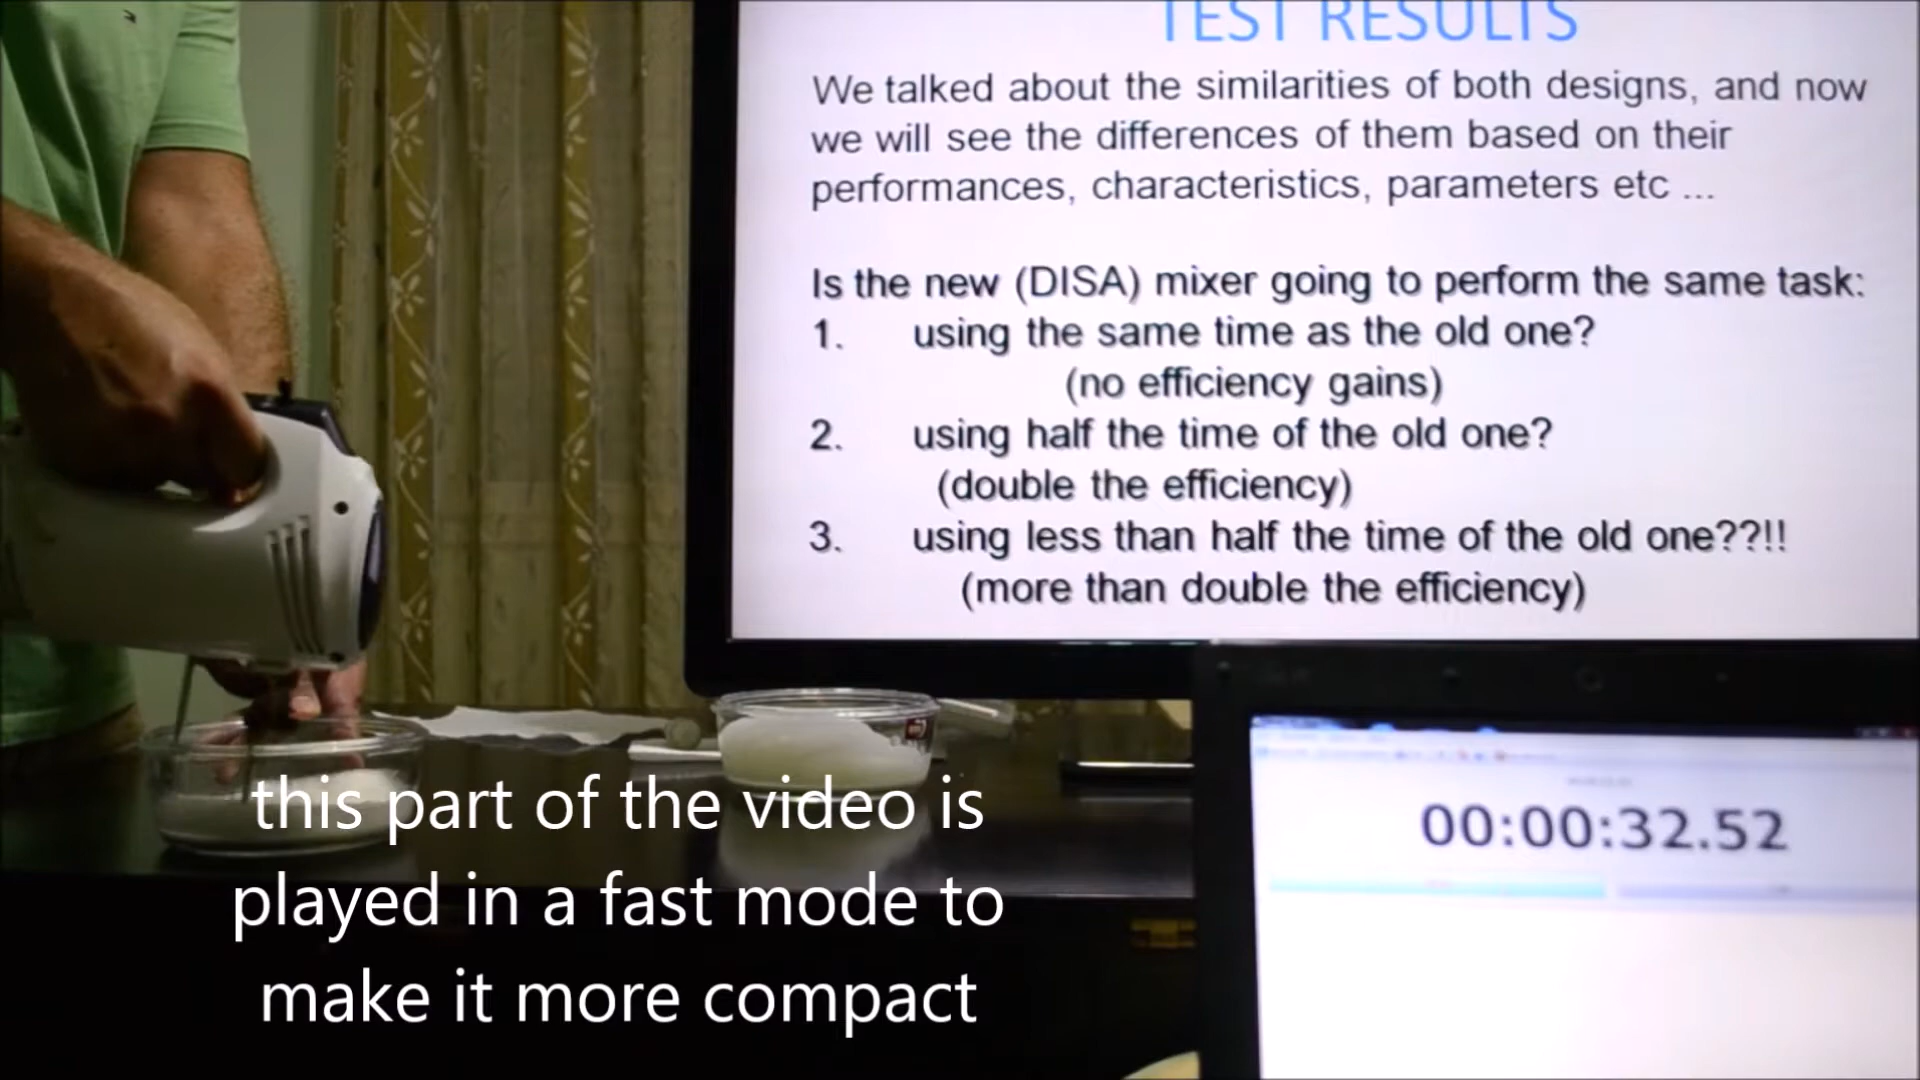 TEST RESULTS
We talked about the similarities of both designs, and now
we will see the differences of them based on their
performances, characteristics, parameters etc ...
Is the new (DISA) mixer going to perform the same task:
1. using the same time as the old one?
(no efficiency gains)
2. using half the time of the old one?
(double the efficiency)
3. using less than half the time of the old one??!!
(more than double the efficiency)
00:00:32.52
this part of the video is
played in a fast mode to
make it more compact